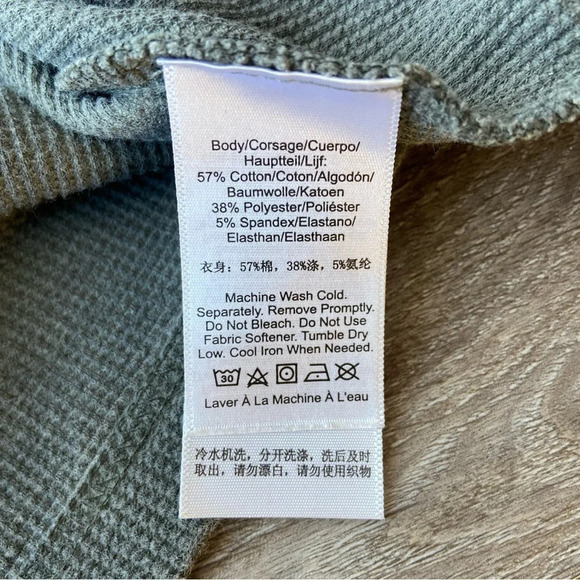 Body/Corsage/Cuerpo/
Hauptteil/Lijf:
57% Cotton/Coton/Algodón/
Baumwolle/Katoen
38% Polyester/Poliéster
5% Spandex/Elastano/
Elasthan/Elasthaan
衣身：57%棉，38%涤，5%氨纶
Machine Wash Cold.
Separately. Remove Promptly.
Do Not Bleach. Do Not Use
Fabric Softener. Tumble Dry
Low. Cool Iron When Needed.
30
Laver À La Machine À L'eau
冷水机洗，分开洗涤，洗后及时
取出，请勿漂白，请勿使用织物